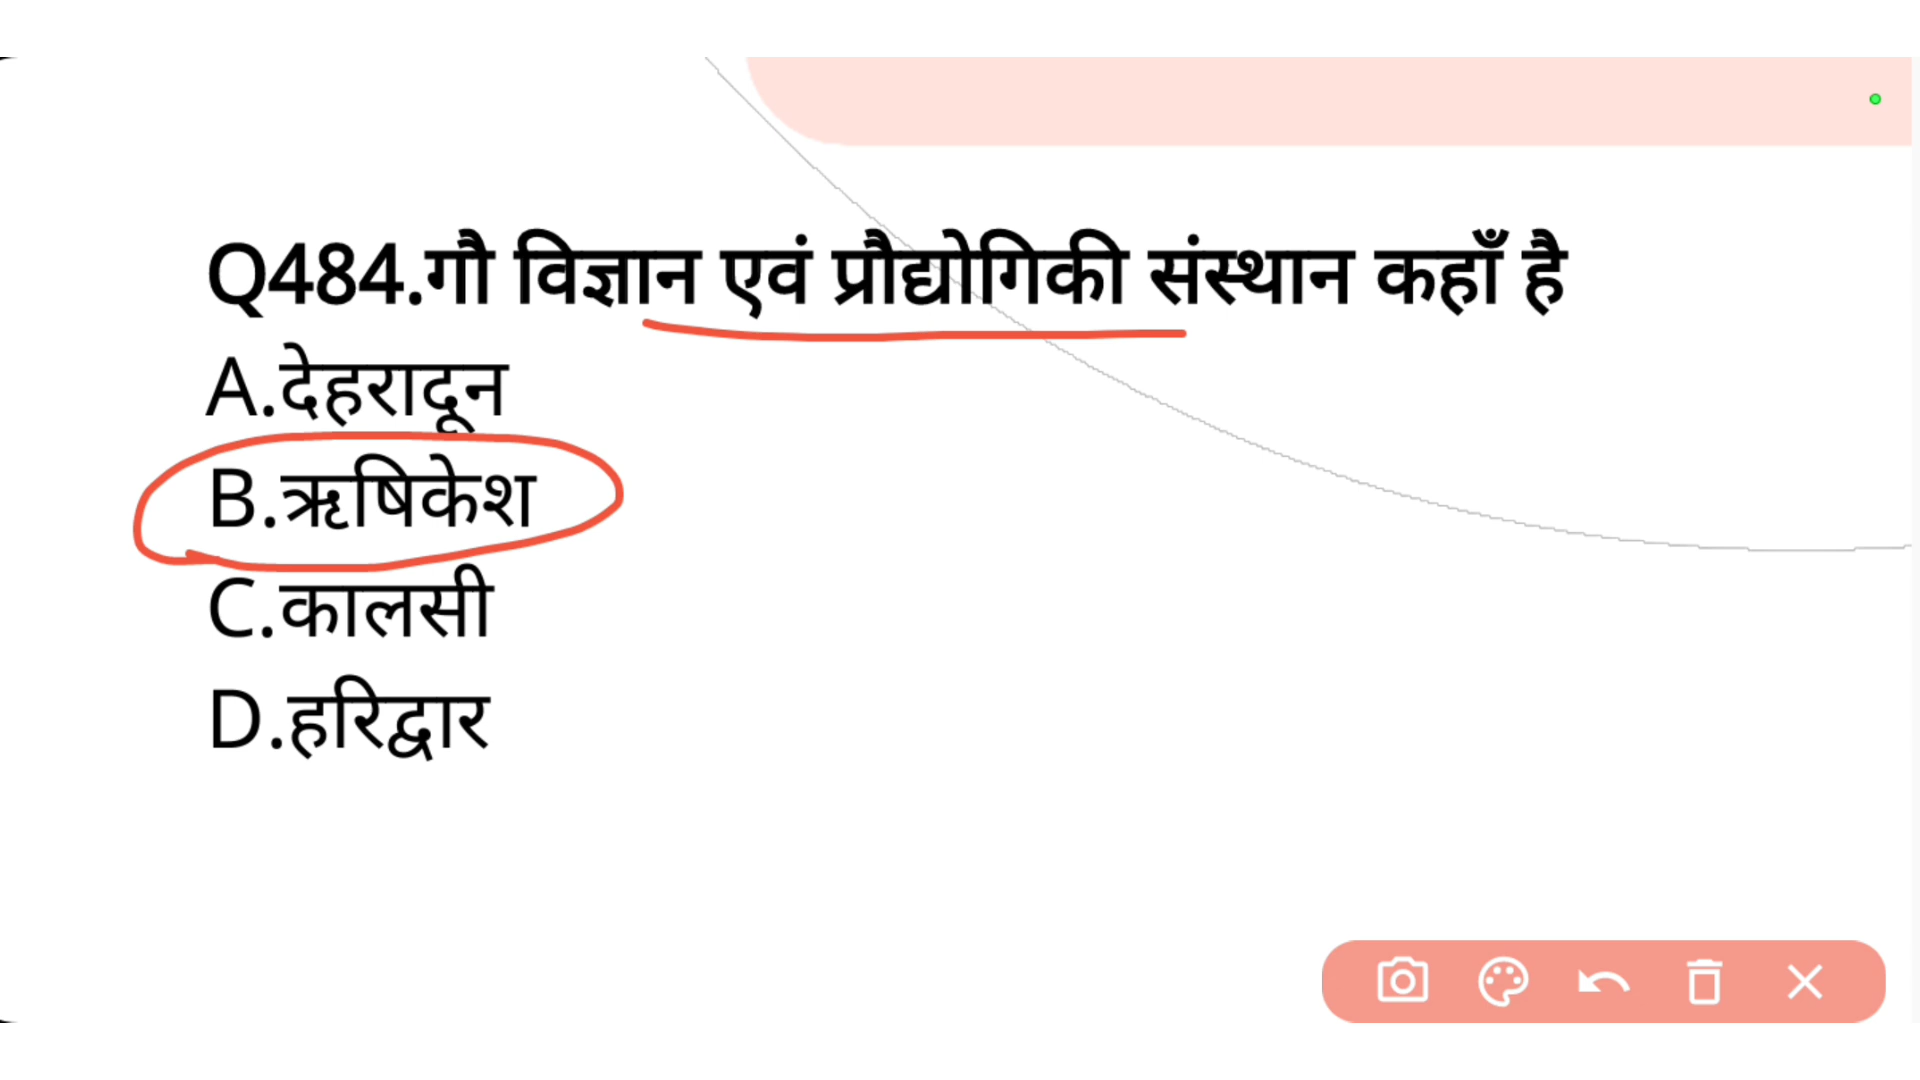 Q484.गौ विज्ञान एवं प्रौद्योगिकी संस्थान कहाँ है
A.देहरादून
B.ऋषिकेश
C.कालसी
D.हरिद्वार